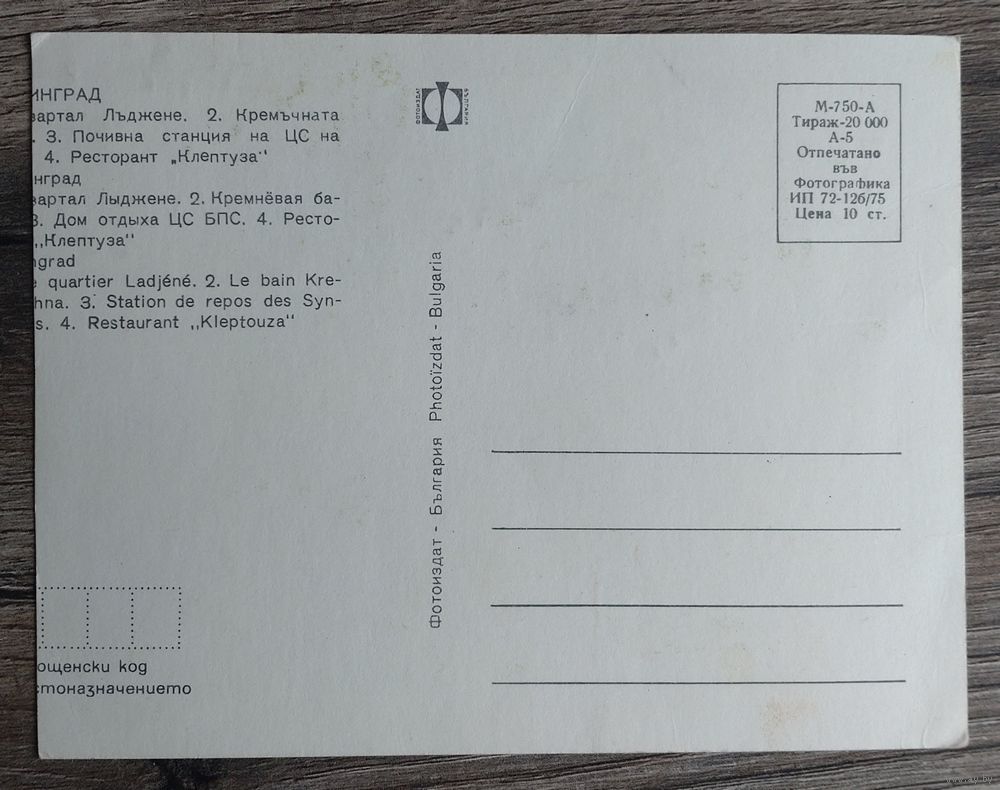 ИНГРАД
вартал Лъджене. 2. Кремъчната
. 3. Почивна станция на ЦС на
4. Ресторант „Клептуза“
нград
вартал Лыджене. 2. Кремнёвая ба-
3. Дом отдыха ЦС БПС. 4. Ресто-
„Клептуза“
ngrad
e quartier Ladjéné. 2. Le bain Kre-
hna. 3. Station de repos des Syn-
s. 4. Restaurant „Kleptouza“
ощенски код
стоназначението
ФОТОИЗДАТ
БЪЛГАРИЯ
Фотоиздат - България Photoïzdat - Bulgaria
М-750-А
Тираж-20 000
А-5
Отпечатано
във
Фотографика
ИП 72-126/75
Цена 10 ст.